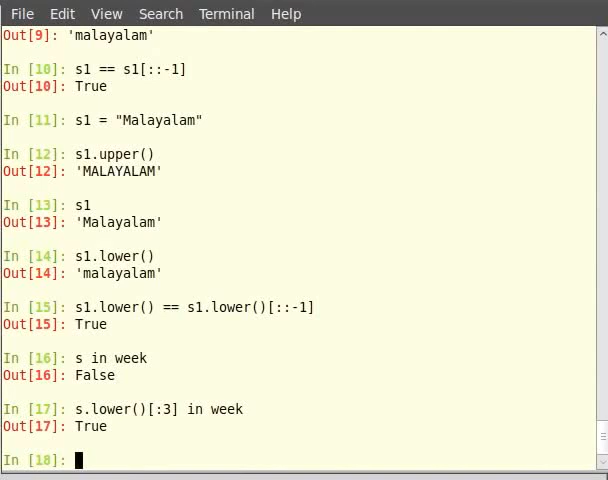 File Edit View Search Terminal Help
Out[9]: 'malayalam'
In [10]: s1 == s1[::-1]
Out[10]: True
In [11]: s1 = "Malayalam"
In [12]: s1.upper()
Out[12]: 'MALAYALAM'
In [13]: s1
Out[13]: 'Malayalam'
In [14]: s1.lower()
Out[14]: 'malayalam'
In [15]: s1.lower() == s1.lower()[::-1]
Out[15]: True
In [16]: s in week
Out[16]: False
In [17]: s.lower()[:3] in week
Out[17]: True
In [18]: